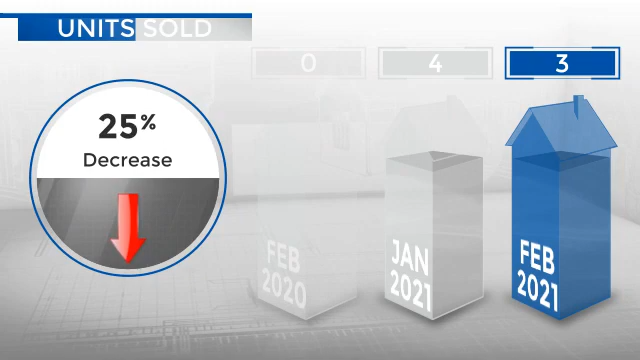 UNITS SOLD
0
4
3
25%
Decrease
FEB
2020
JAN
2021
FEB
2021